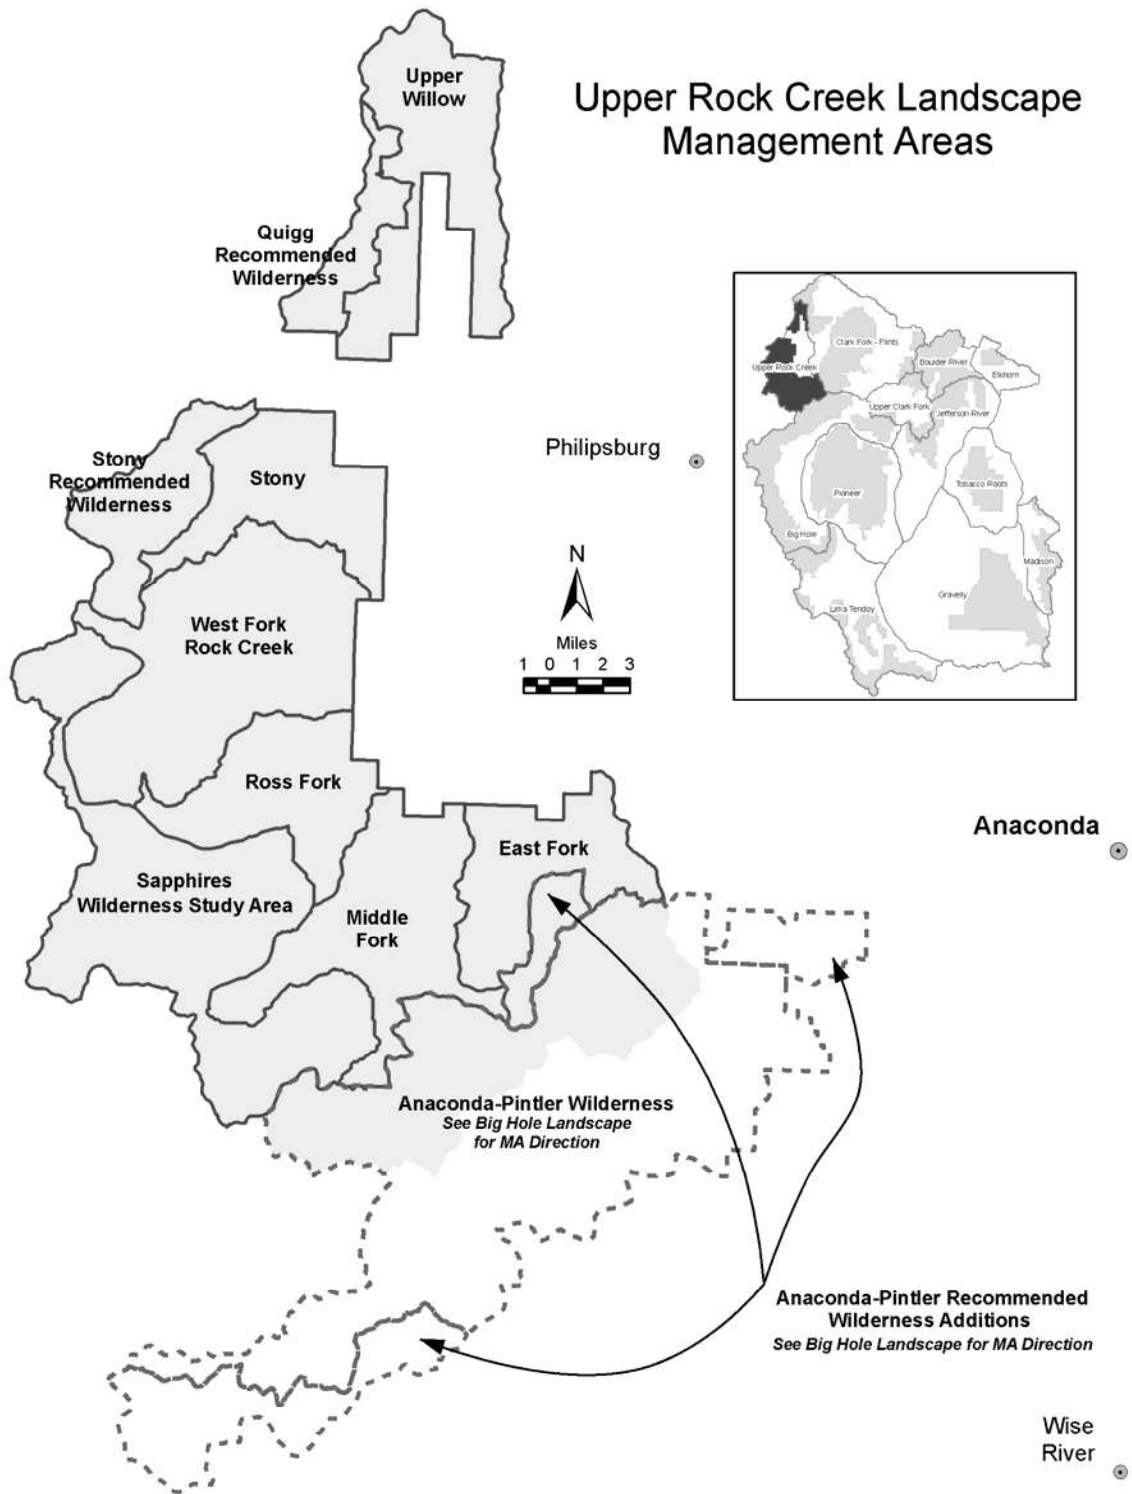 Upper Rock Creek Landscape
Management Areas
Upper
Willow
Quigg
Recommended
Wilderness
Clark Fork - Flints
Upper Rock Creek
Boulder River
Elkhorn
Upper Clark Fork
Jefferson River
Pioneer
Tobacco Roots
Big Hole
Madison
Gravelly
Lima Tendoy
Philipsburg
Stony
Recommended
Wilderness
Stony
N
Miles
1 0 1 2 3
West Fork
Rock Creek
Ross Fork
East Fork
Anaconda
Sapphires
Wilderness Study Area
Middle
Fork
Anaconda-Pintler Wilderness
See Big Hole Landscape
for MA Direction
Anaconda-Pintler Recommended
Wilderness Additions
See Big Hole Landscape for MA Direction
Wise
River